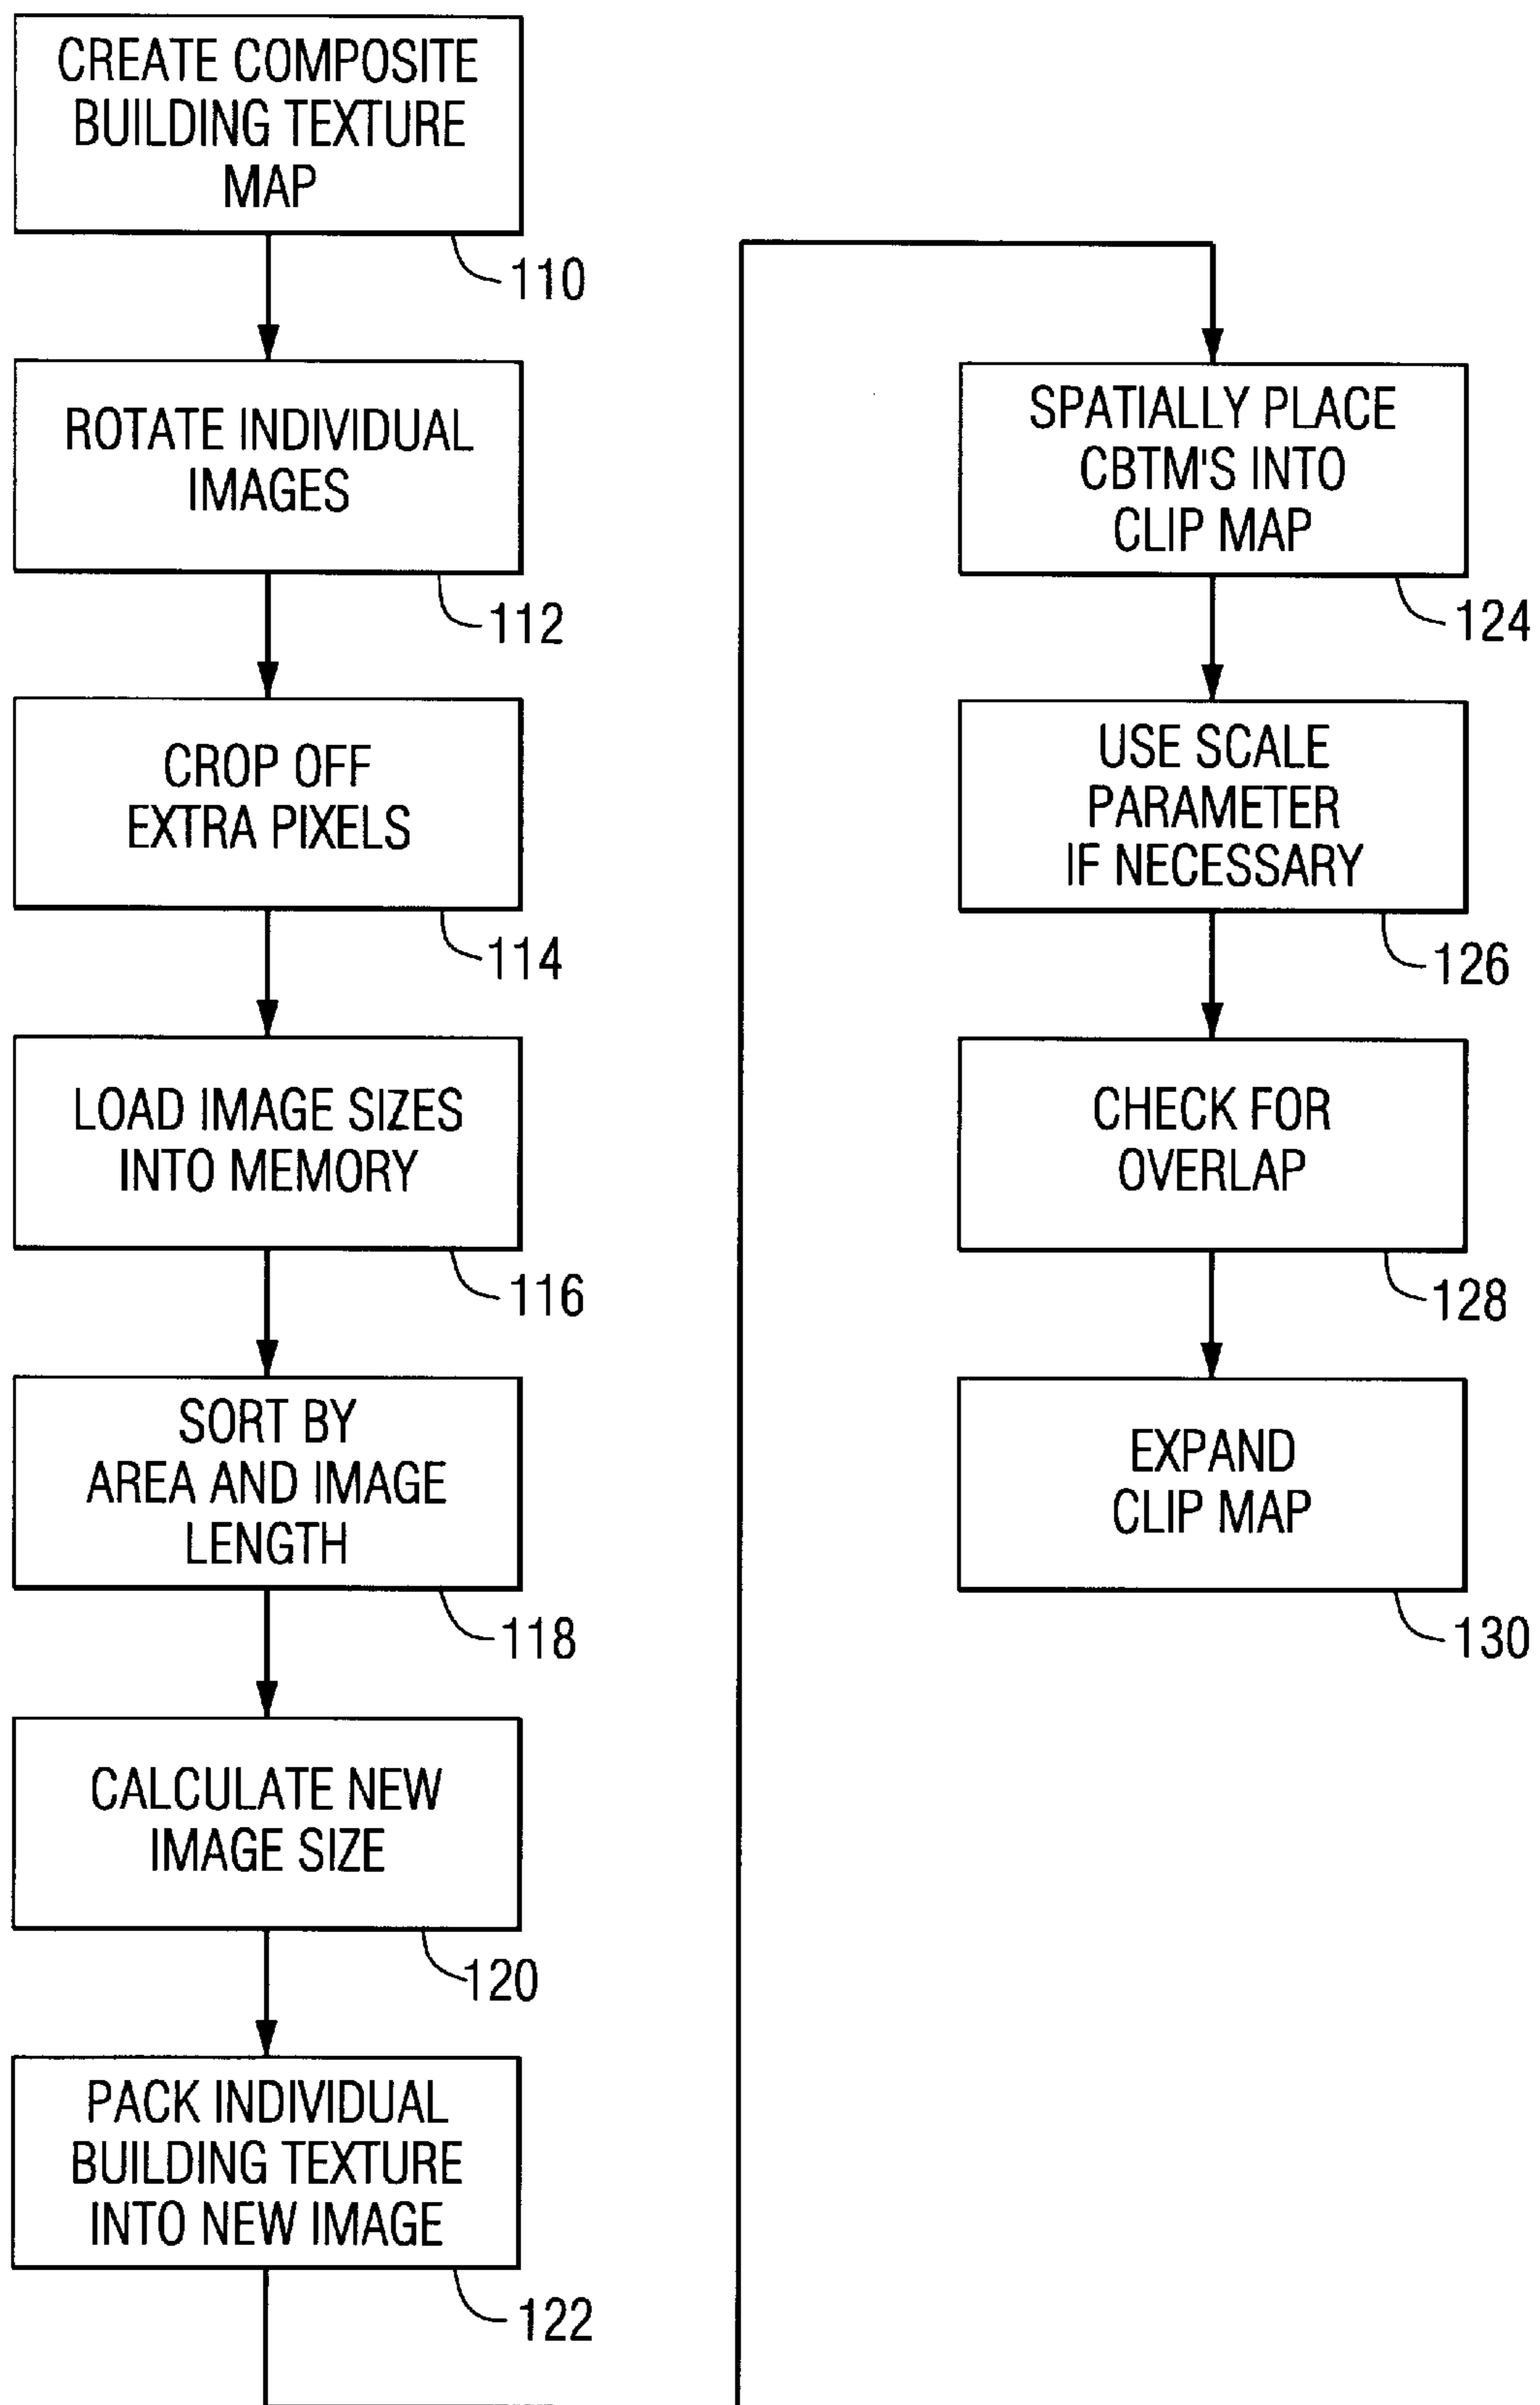 CREATE COMPOSITE
BUILDING TEXTURE
MAP
110
ROTATE INDIVIDUAL
IMAGES
112
CROP OFF
EXTRA PIXELS
114
LOAD IMAGE SIZES
INTO MEMORY
116
SORT BY
AREA AND IMAGE
LENGTH
118
CALCULATE NEW
IMAGE SIZE
120
PACK INDIVIDUAL
BUILDING TEXTURE
INTO NEW IMAGE
122
SPATIALLY PLACE
CBTM'S INTO
CLIP MAP
124
USE SCALE
PARAMETER
IF NECESSARY
126
CHECK FOR
OVERLAP
128
EXPAND
CLIP MAP
130